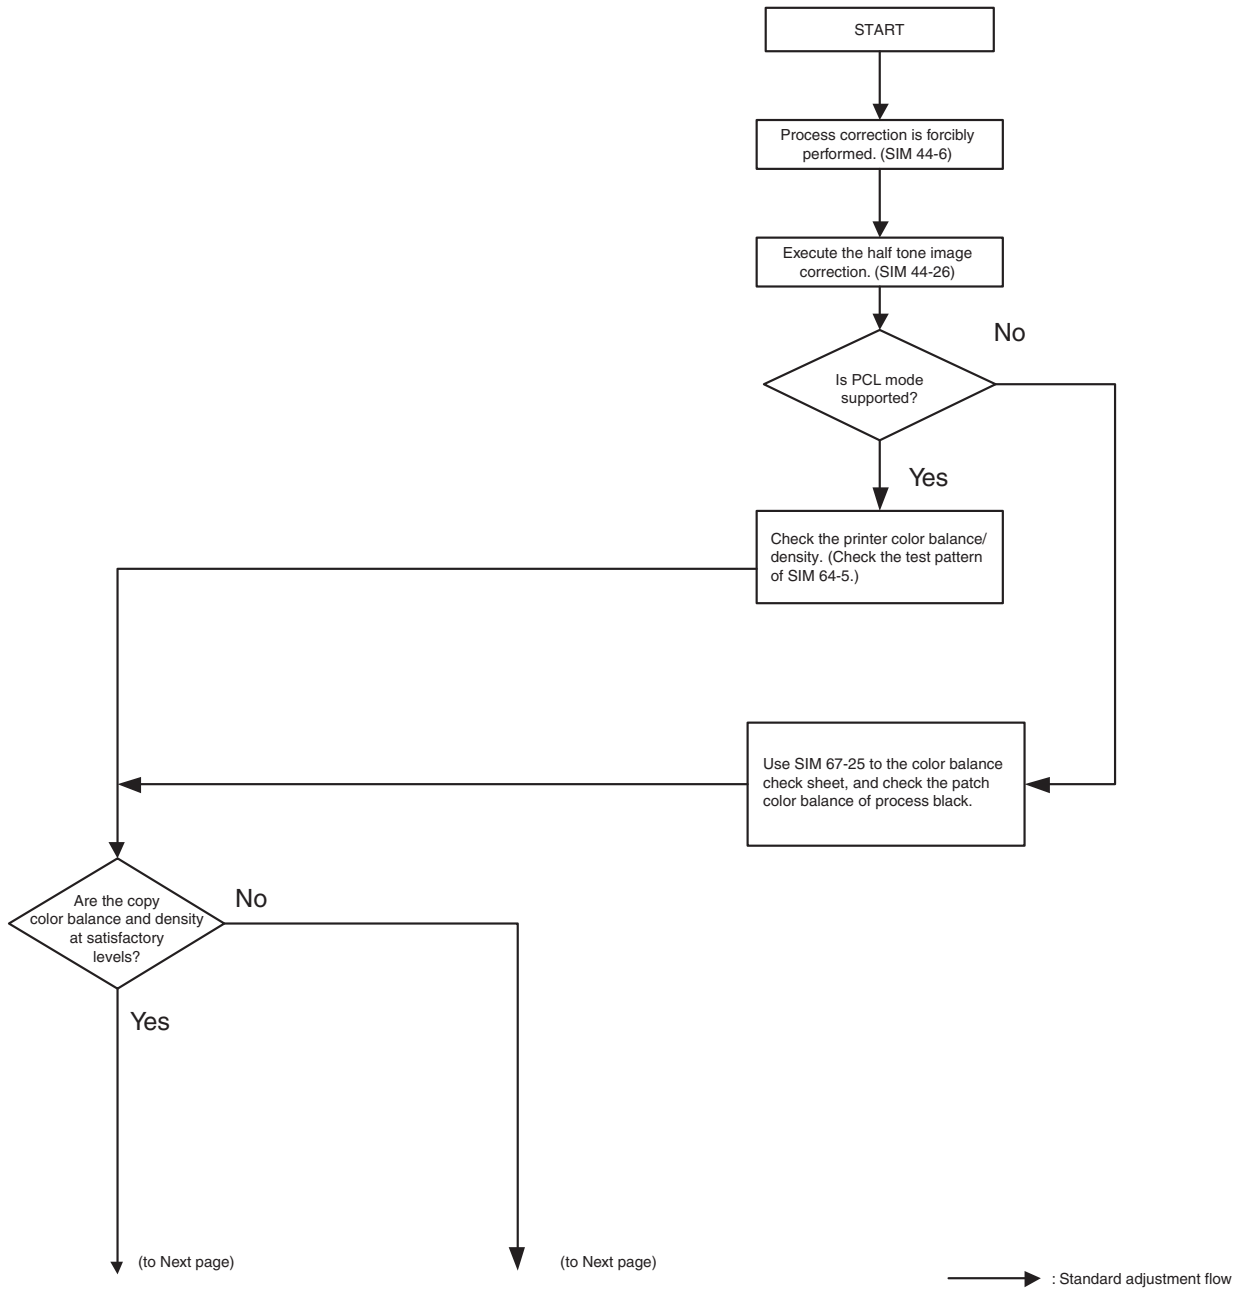 START
Process correction is forcibly
performed. (SIM 44-6)
Execute the half tone image
correction. (SIM 44-26)
No
Is PCL mode
supported?
Yes
Check the printer color balance/
density. (Check the test pattern
of SIM 64-5.)
Use SIM 67-25 to the color balance
check sheet, and check the patch
color balance of process black.
Are the copy
color balance and density
at satisfactory
levels?
No
Yes
(to Next page)
(to Next page)
: Standard adjustment flow